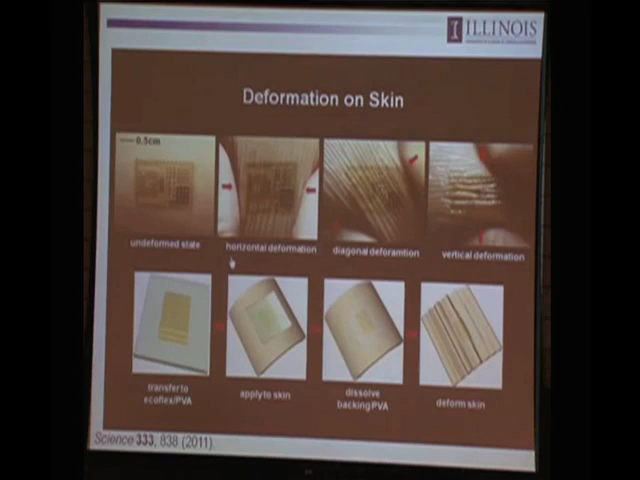 I ILLINOIS
Deformation on Skin
0.5cm
undeformed state
horizontal deformation
diagonal deforamtion
vertical deformation
transfer to
ecoflex/PVA
apply to skin
dissolve
backing PVA
deform skin
Science 333, 838 (2011)